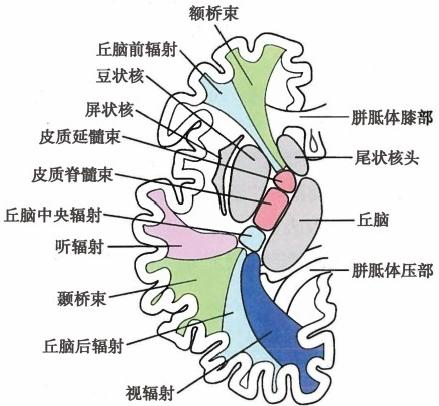 额桥束
丘脑前辐射
豆状核
屏状核
皮质延髓束
皮质脊髓束
丘脑中央辐射
听辐射
颞桥束
丘脑后辐射
视辐射
胼胝体膝部
尾状核头
丘脑
胼胝体压部